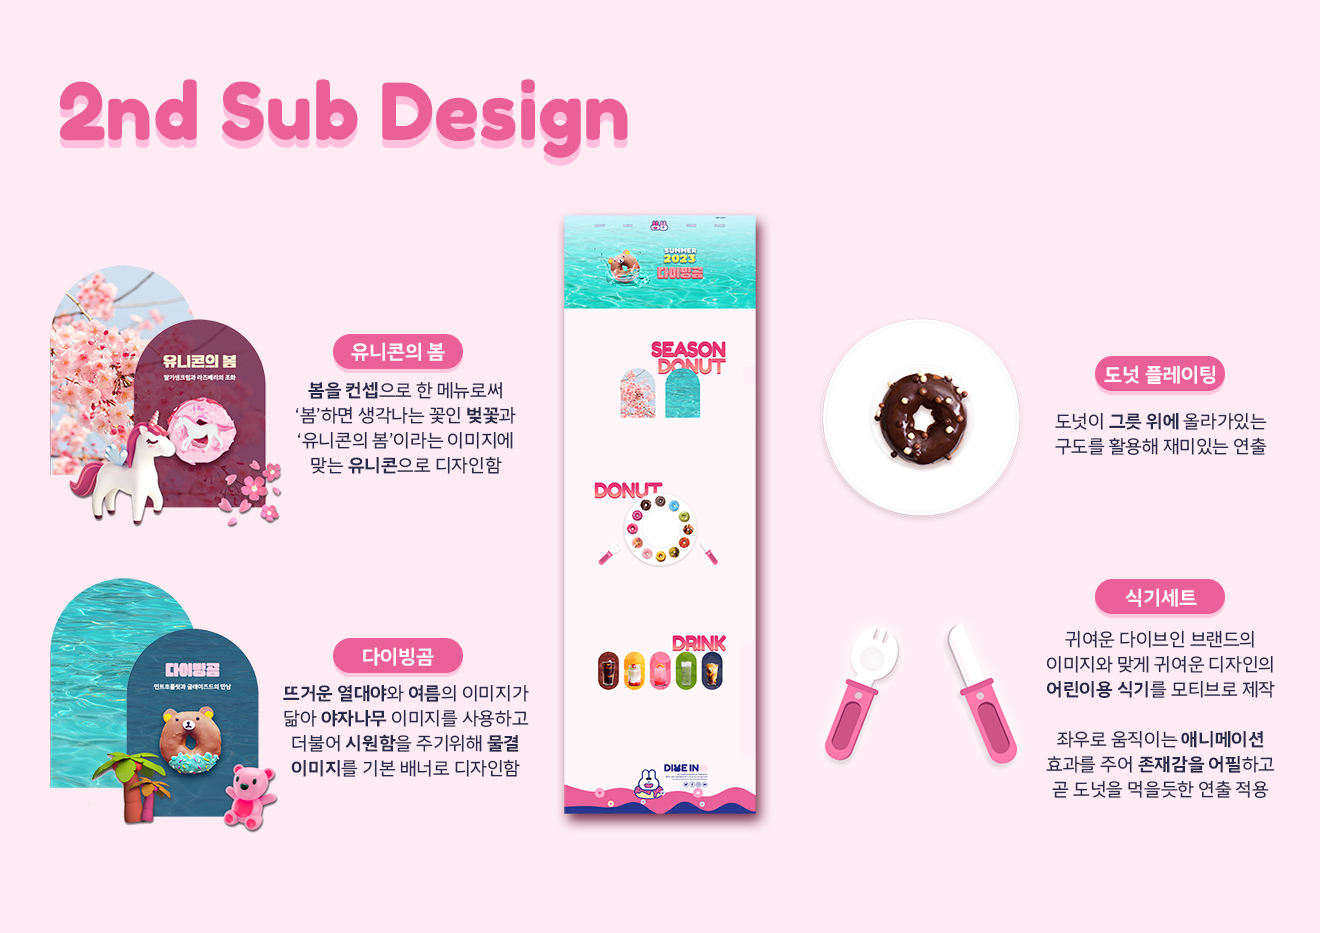 2nd Sub Design
유니콘의 봄
딸기생크림과 라즈베리의 조화
유니콘의 봄
봄을 컨셉으로 한 메뉴로써
‘봄’하면 생각나는 꽃인 벚꽃과
‘유니콘의 봄’이라는 이미지에
맞는 유니콘으로 디자인함
다이빙곰
민트초콜릿과 글레이즈드의 만남
다이빙곰
뜨거운 열대야와 여름의 이미지가
닮아 야자나무 이미지를 사용하고
더불어 시원함을 주기위해 물결
이미지를 기본 배너로 디자인함
SUMMER
2023
다이빙곰
SEASON
DONUT
DONUT
DRINK
DIVE IN
도넛 플레이팅
도넛이 그릇 위에 올라가있는
구도를 활용해 재미있는 연출
식기세트
귀여운 다이브인 브랜드의
이미지와 맞게 귀여운 디자인의
어린이용 식기를 모티브로 제작
좌우로 움직이는 애니메이션
효과를 주어 존재감을 어필하고
곧 도넛을 먹을듯한 연출 적용